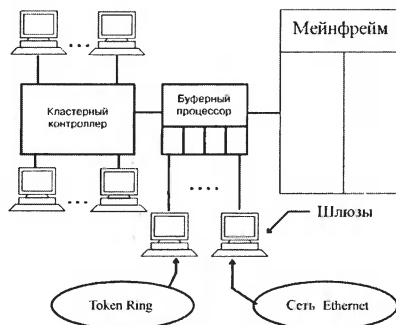 Мейнфрейм
Буферный
процессор
Кластерный
контроллер
Шлюзы
Token Ring
Сеть Ethernet